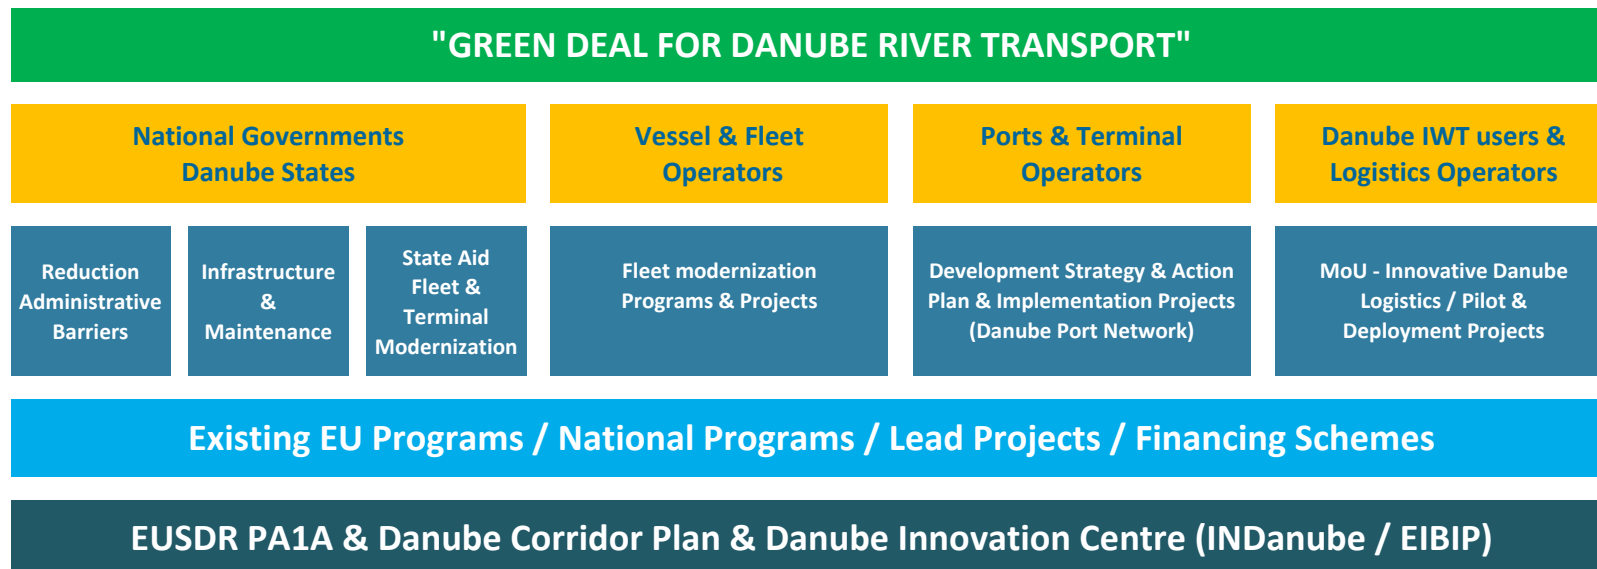 "GREEN DEAL FOR DANUBE RIVER TRANSPORT"
National Governments
Danube States
Vessel & Fleet
Operators
Ports & Terminal
Operators
Danube IWT users &
Logistics Operators
Reduction
Administrative
Barriers
Infrastructure
&
Maintenance
State Aid
Fleet &
Terminal
Modernization
Fleet modernization
Programs & Projects
Development Strategy & Action
Plan & Implementation Projects
(Danube Port Network)
MoU - Innovative Danube
Logistics / Pilot &
Deployment Projects
Existing EU Programs / National Programs / Lead Projects / Financing Schemes
EUSDR PA1A & Danube Corridor Plan & Danube Innovation Centre (INDanube / EIBIP)